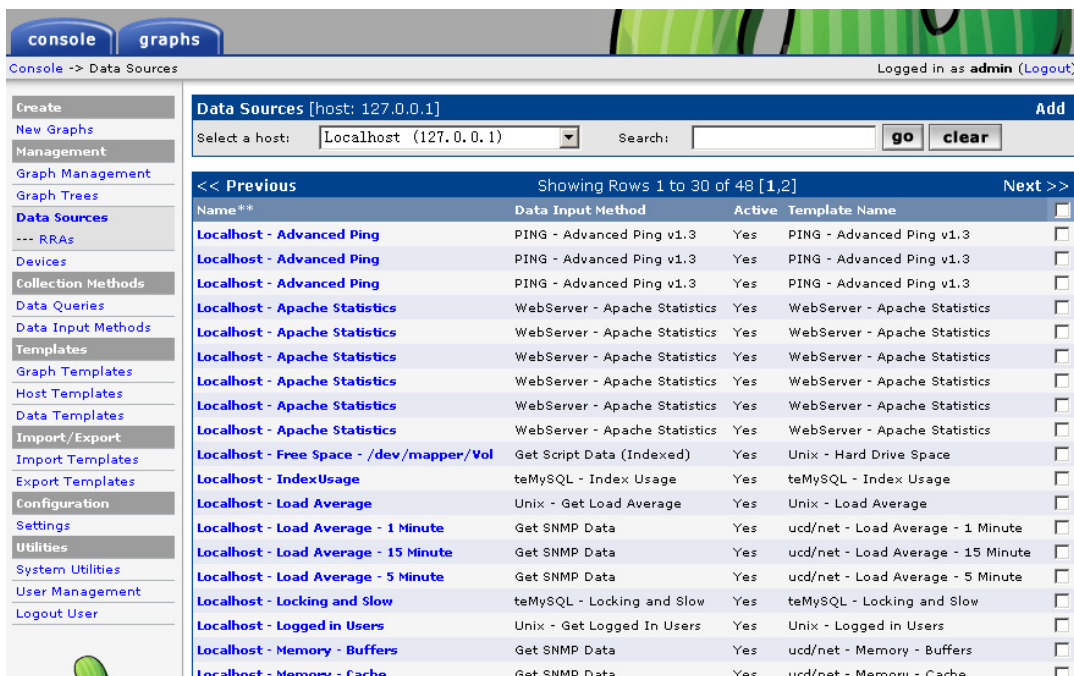 console graphs
Console -> Data Sources
Logged in as admin (Logout)
Create
New Graphs
Management
Graph Management
Graph Trees
Data Sources
--- RRAs
Devices
Collection Methods
Data Queries
Data Input Methods
Templates
Graph Templates
Host Templates
Data Templates
Import/Export
Import Templates
Export Templates
Configuration
Settings
Utilities
System Utilities
User Management
Logout User
Data Sources [host: 127.0.0.1] Add
Select a host: Localhost (127.0.0.1) Search: go clear
<< Previous Showing Rows 1 to 30 of 48 [1,2] Next >>
Name** Data Input Method Active Template Name
Localhost - Advanced Ping PING - Advanced Ping v1.3 Yes PING - Advanced Ping v1.3
Localhost - Advanced Ping PING - Advanced Ping v1.3 Yes PING - Advanced Ping v1.3
Localhost - Advanced Ping PING - Advanced Ping v1.3 Yes PING - Advanced Ping v1.3
Localhost - Apache Statistics WebServer - Apache Statistics Yes WebServer - Apache Statistics
Localhost - Apache Statistics WebServer - Apache Statistics Yes WebServer - Apache Statistics
Localhost - Apache Statistics WebServer - Apache Statistics Yes WebServer - Apache Statistics
Localhost - Apache Statistics WebServer - Apache Statistics Yes WebServer - Apache Statistics
Localhost - Apache Statistics WebServer - Apache Statistics Yes WebServer - Apache Statistics
Localhost - Apache Statistics WebServer - Apache Statistics Yes WebServer - Apache Statistics
Localhost - Free Space - /dev/mapper/Vol Get Script Data (Indexed) Yes Unix - Hard Drive Space
Localhost - IndexUsage teMySQL - Index Usage Yes teMySQL - Index Usage
Localhost - Load Average Unix - Get Load Average Yes Unix - Load Average
Localhost - Load Average - 1 Minute Get SNMP Data Yes ucd/net - Load Average - 1 Minute
Localhost - Load Average - 15 Minute Get SNMP Data Yes ucd/net - Load Average - 15 Minute
Localhost - Load Average - 5 Minute Get SNMP Data Yes ucd/net - Load Average - 5 Minute
Localhost - Locking and Slow teMySQL - Locking and Slow Yes teMySQL - Locking and Slow
Localhost - Logged in Users Unix - Get Logged In Users Yes Unix - Logged in Users
Localhost - Memory - Buffers Get SNMP Data Yes ucd/net - Memory - Buffers
Localhost - Memory - Cache Get SNMP Data Yes ucd/net - Memory - Cache